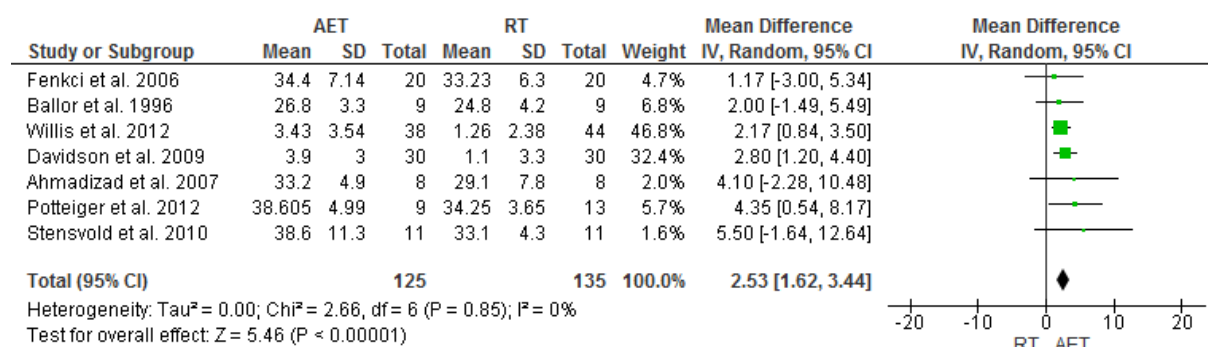 AET RT Mean Difference Mean Difference
Study or Subgroup Mean SD Total Mean SD Total Weight IV, Random, 95% CI IV, Random, 95% CI
Fenkci et al. 2006 34.4 7.14 20 33.23 6.3 20 4.7% 1.17 [-3.00, 5.34]
Ballor et al. 1996 26.8 3.3 9 24.8 4.2 9 6.8% 2.00 [-1.49, 5.49]
Willis et al. 2012 3.43 3.54 38 1.26 2.38 44 46.8% 2.17 [0.84, 3.50]
Davidson et al. 2009 3.9 3 30 1.1 3.3 30 32.4% 2.80 [1.20, 4.40]
Ahmadizad et al. 2007 33.2 4.9 8 29.1 7.8 8 2.0% 4.10 [-2.28, 10.48]
Potteiger et al. 2012 38.605 4.99 9 34.25 3.65 13 5.7% 4.35 [0.54, 8.17]
Stensvold et al. 2010 38.6 11.3 11 33.1 4.3 11 1.6% 5.50 [-1.64, 12.64]
Total (95% CI) 125 135 100.0% 2.53 [1.62, 3.44]
Heterogeneity: Tau² = 0.00; Chi² = 2.66, df = 6 (P = 0.85); I² = 0%
Test for overall effect: Z = 5.46 (P < 0.00001)
-20 -10 0 10 20
RT AET